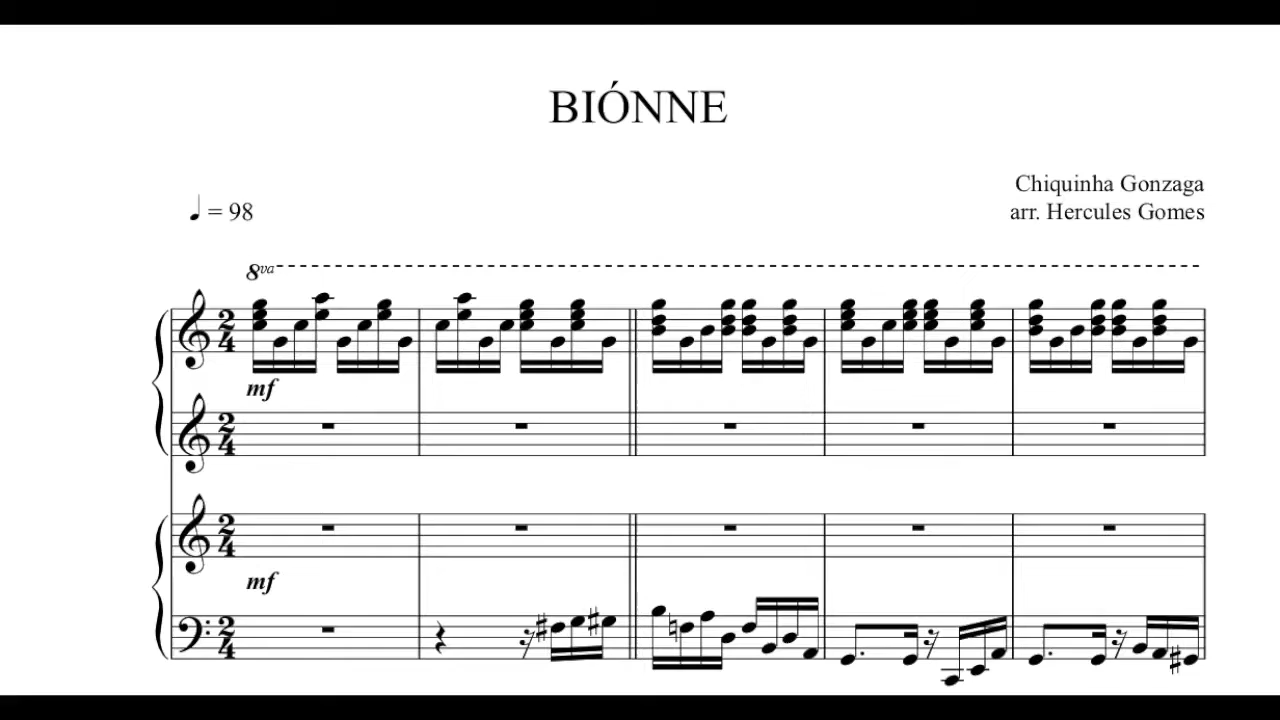 BIÓNNE
Chiquinha Gonzaga
♩ = 98
arr. Hercules Gomes
8va
2/4
mf
2/4
2/4
mf
2/4